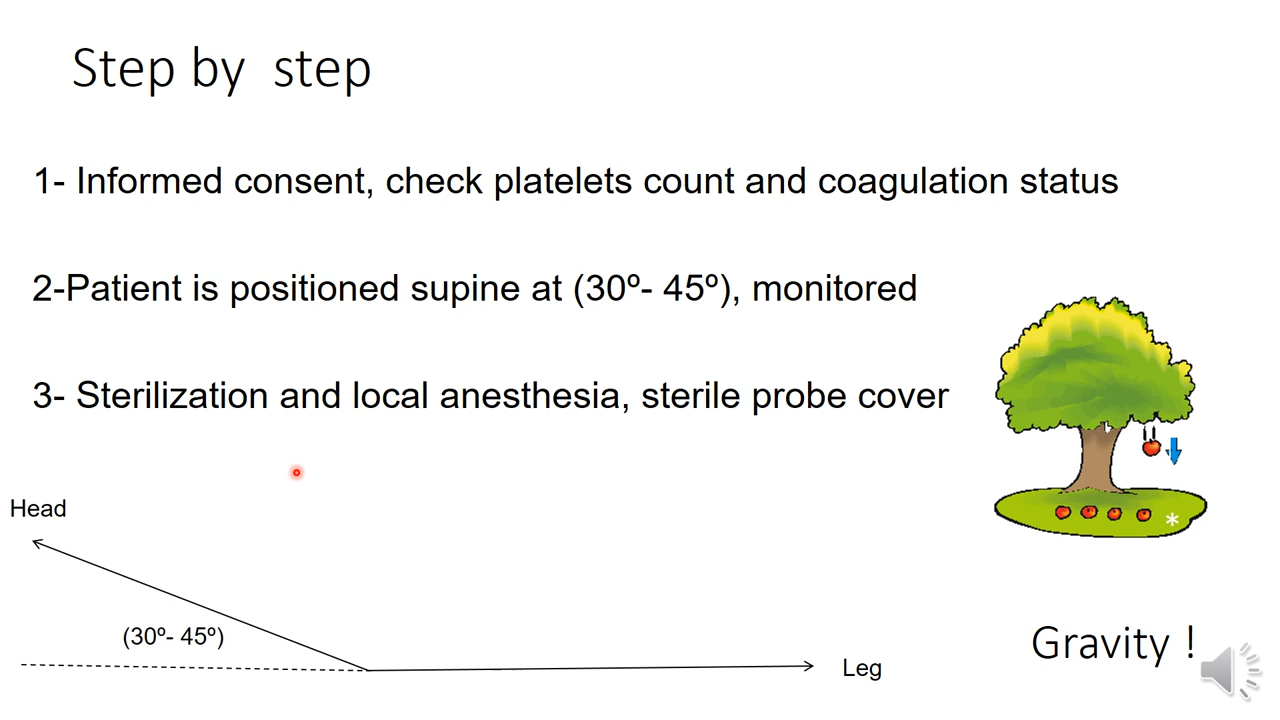 Step by  step
1- Informed consent, check platelets count and coagulation status
2-Patient is positioned supine at (30º- 45º), monitored
3- Sterilization and local anesthesia, sterile probe cover
Head
*
(30º- 45º)
Gravity !
Leg